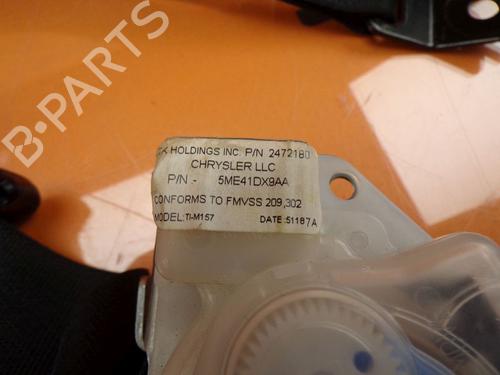 K HOLDINGS INC. P/N 2472180
CHRYSLER LLC
P/N - 5ME41DX9AA
CONFORMS TO FMVSS 209,302
MODEL: TI-M157 DATE :51187A
B-PARTS